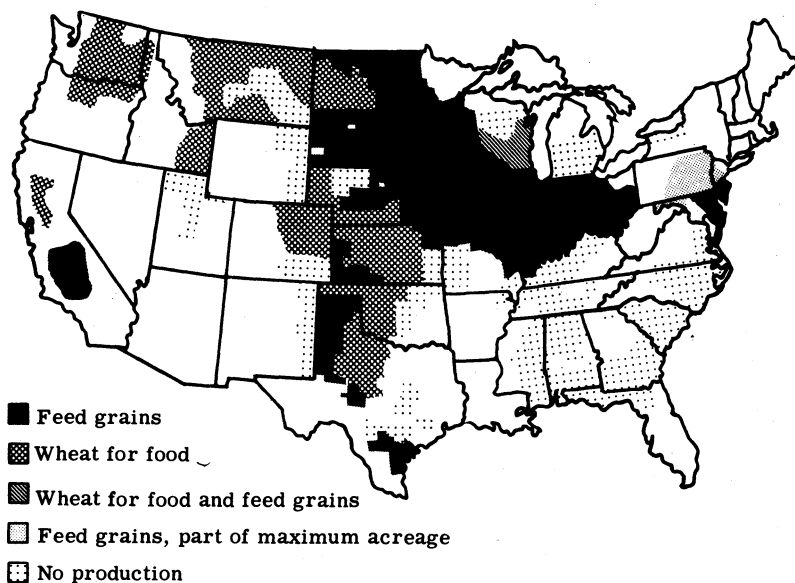 Feed grains
Wheat for food
Wheat for food and feed grains
Feed grains, part of maximum acreage
No production